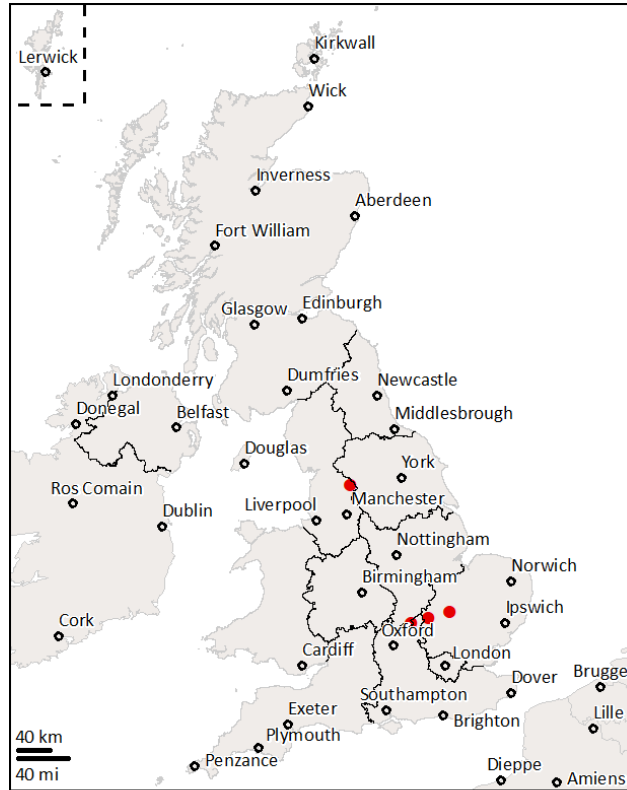 Kirkwall
Lerwick
Wick
Inverness
Aberdeen
Fort William
Glasgow
Edinburgh
Dumfries
Londonderry
Newcastle
Donegal
Belfast
Middlesbrough
Douglas
York
Ros Comain
Manchester
Liverpool
Dublin
Nottingham
Birmingham
Norwich
Ipswich
Cork
Oxford
London
Cardiff
Dover
Brugge
Southampton
Exeter
Brighton
Lille
Plymouth
40 km
Penzance
40 mi
Dieppe
Amiens